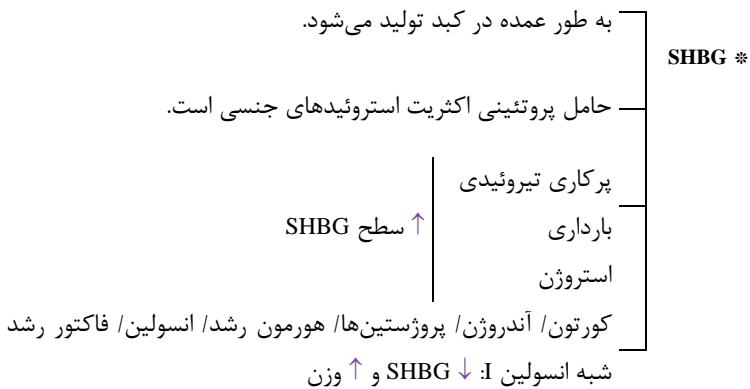 ❊ SHBG
به طور عمده در کبد تولید می‌شود.
حامل پروتئینی اکثریت استروئیدهای جنسی است.
پرکاری تیروئیدی
بارداری
استروژن
↑ سطح SHBG
کورتون/ آندروژن/ پروژستین‌ها/ هورمون رشد/ انسولین/ فاکتور رشد
شبه انسولین I: ↓ SHBG و ↑ وزن